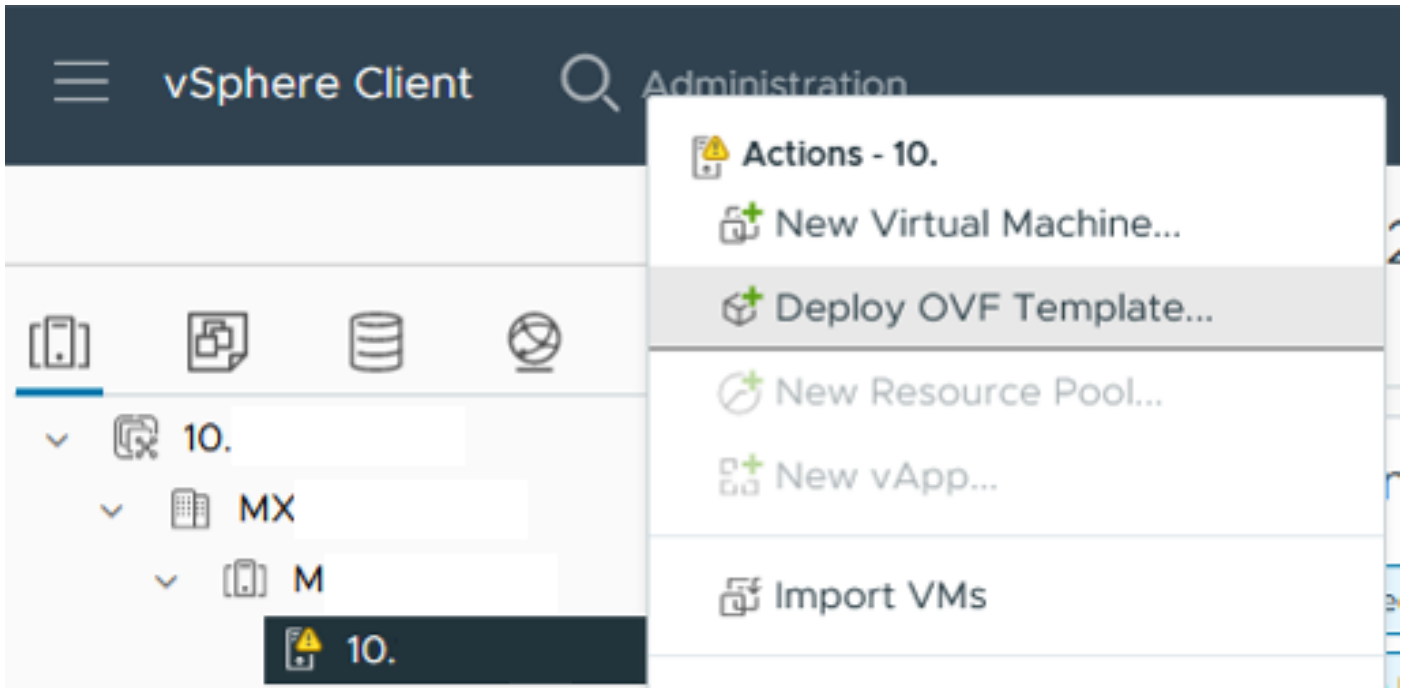 vSphere Client
Administration
Actions - 10.
New Virtual Machine...
Deploy OVF Template...
New Resource Pool...
New vApp...
Import VMs
10.
MX
M
10.